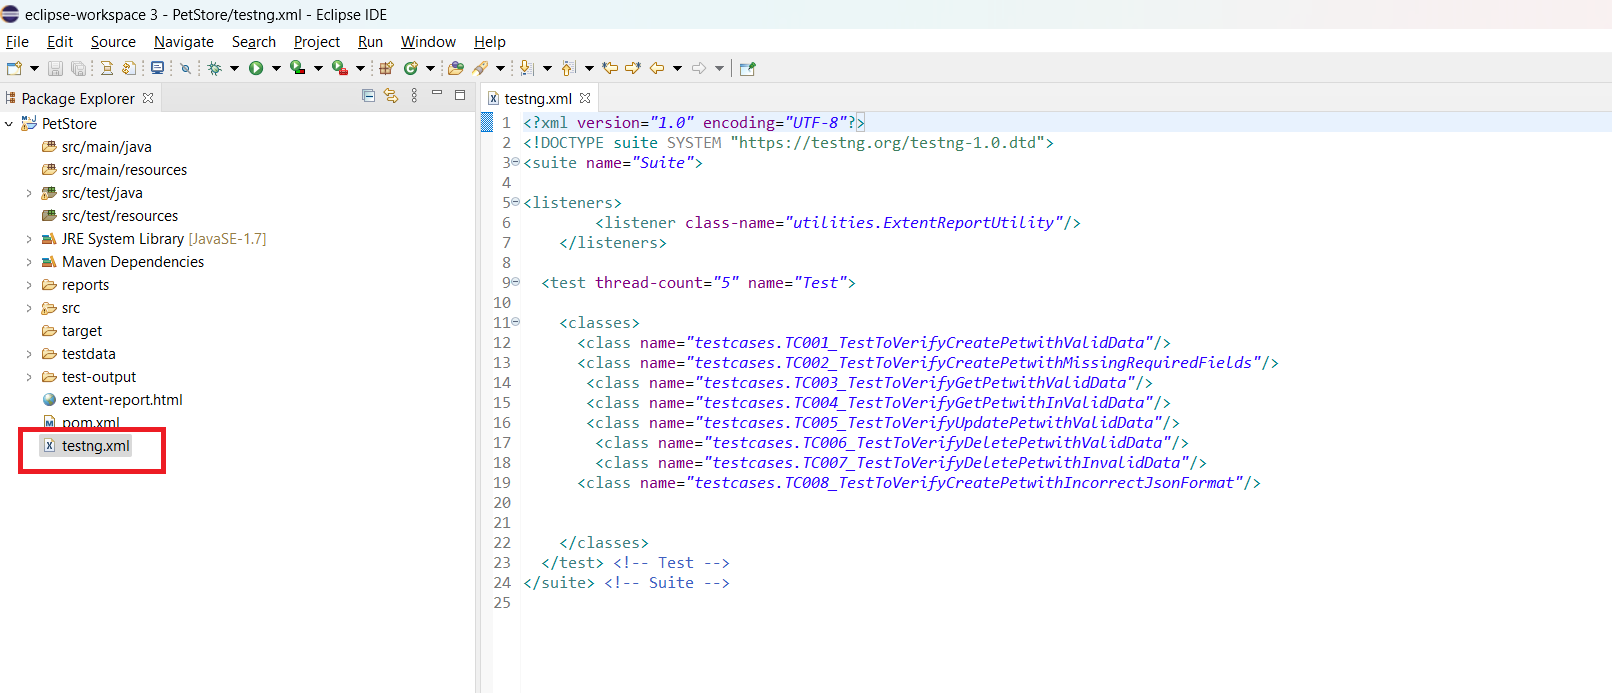 eclipse-workspace 3 - PetStore/testng.xml - Eclipse IDE
File Edit Source Navigate Search Project Run Window Help
Package Explorer
PetStore
src/main/java
src/main/resources
src/test/java
src/test/resources
JRE System Library [JavaSE-1.7]
Maven Dependencies
reports
src
target
testdata
test-output
extent-report.html
pom.xml
testng.xml
testng.xml
1 <?xml version="1.0" encoding="UTF-8"?>
2 <!DOCTYPE suite SYSTEM "https://testng.org/testng-1.0.dtd">
3 <suite name="Suite">
4
5 <listeners>
6 <listener class-name="utilities.ExtentReportUtility"/>
7 </listeners>
8
9 <test thread-count="5" name="Test">
10
11 <classes>
12 <class name="testcases.TC001_TestToVerifyCreatePetwithValidData"/>
13 <class name="testcases.TC002_TestToVerifyCreatePetwithMissingRequiredFields"/>
14 <class name="testcases.TC003_TestToVerifyGetPetwithValidData"/>
15 <class name="testcases.TC004_TestToVerifyGetPetwithInValidData"/>
16 <class name="testcases.TC005_TestToVerifyUpdatePetwithValidData"/>
17 <class name="testcases.TC006_TestToVerifyDeletePetwithValidData"/>
18 <class name="testcases.TC007_TestToVerifyDeletePetwithInvalidData"/>
19 <class name="testcases.TC008_TestToVerifyCreatePetwithIncorrectJsonFormat"/>
20
21
22 </classes>
23 </test> <!-- Test -->
24 </suite> <!-- Suite -->
25